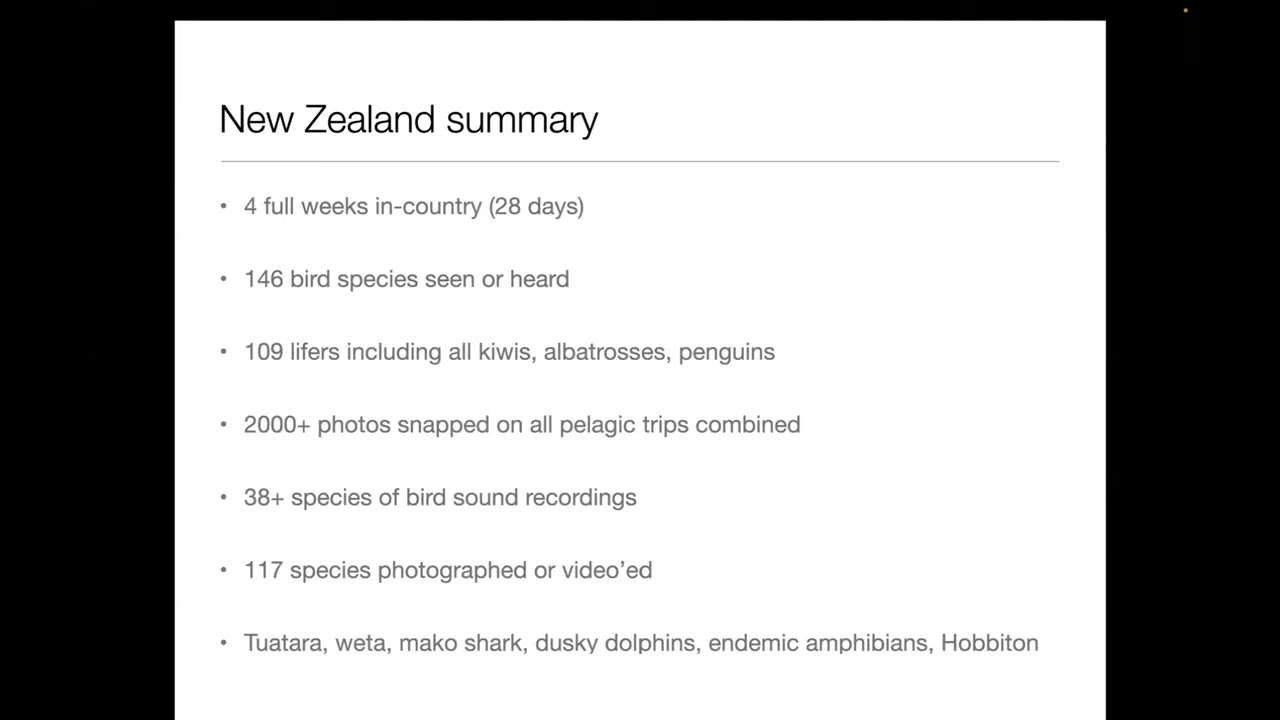 New Zealand summary
• 4 full weeks in-country (28 days)
• 146 bird species seen or heard
• 109 lifers including all kiwis, albatrosses, penguins
• 2000+ photos snapped on all pelagic trips combined
• 38+ species of bird sound recordings
• 117 species photographed or video’ed
• Tuatara, weta, mako shark, dusky dolphins, endemic amphibians, Hobbiton